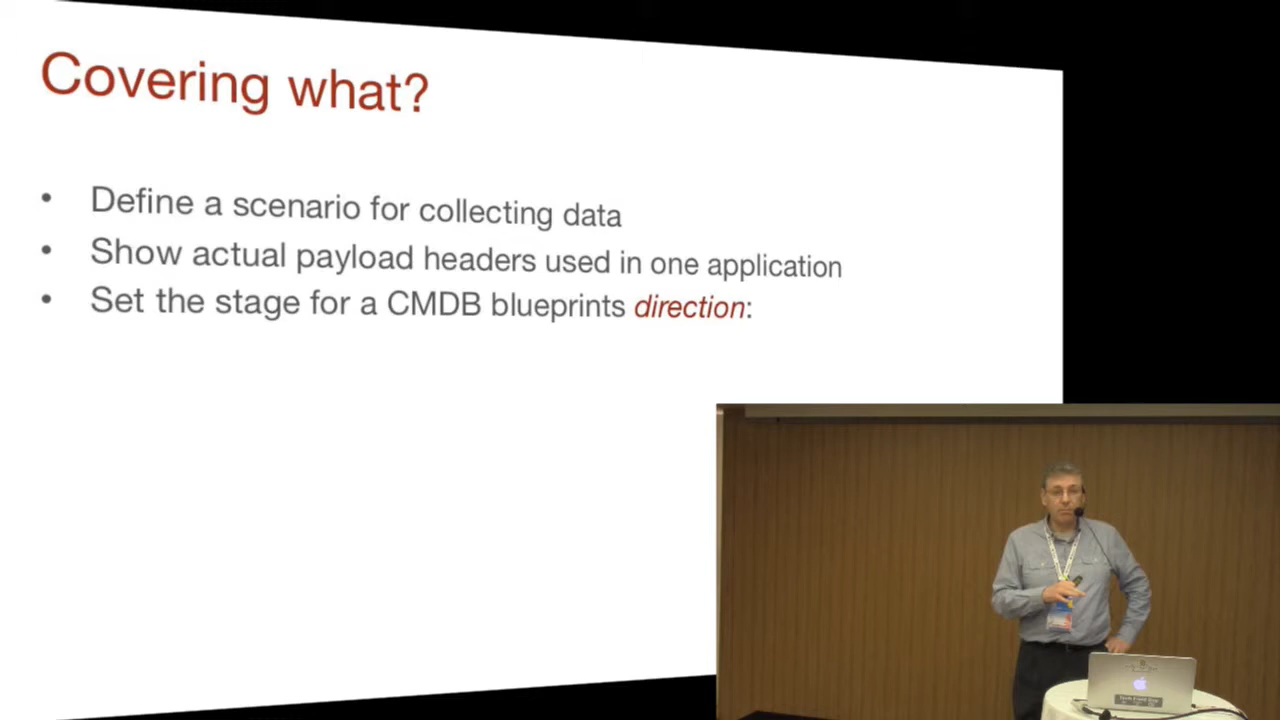 Covering what?
• Define a scenario for collecting data
• Show actual payload headers used in one application
• Set the stage for a CMDB blueprints direction: